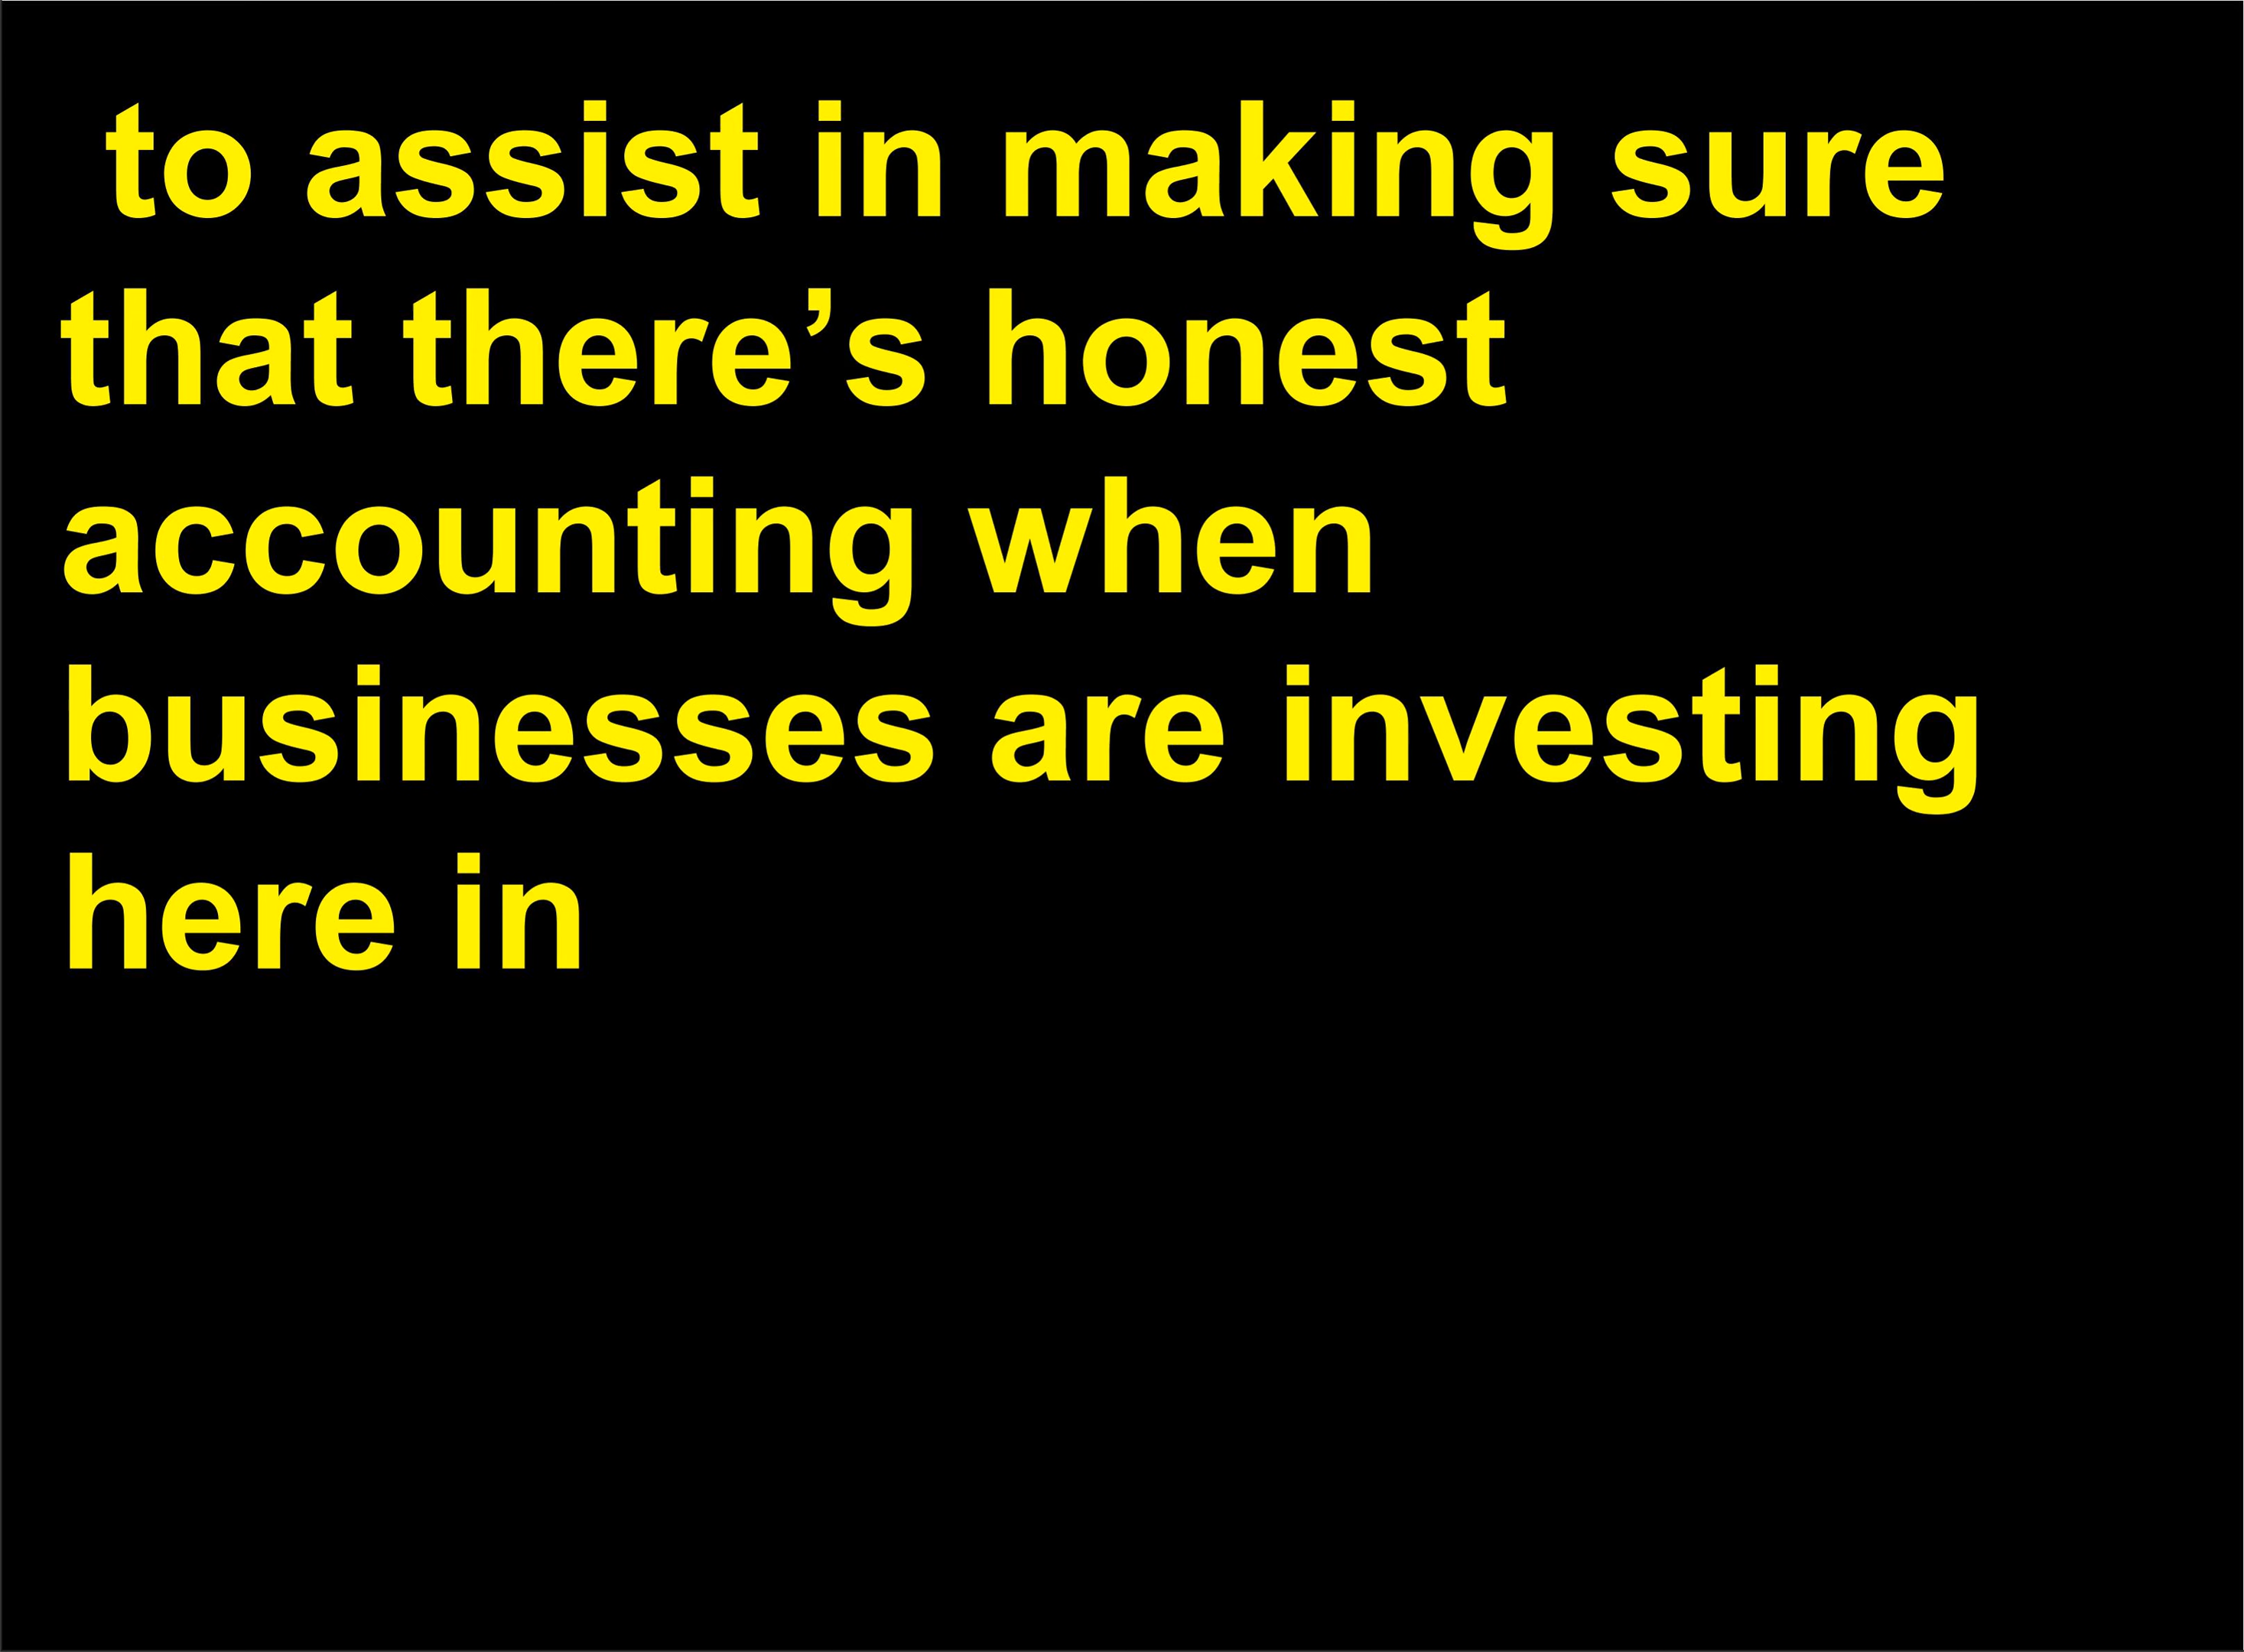 to assist in making sure
that there’s honest
accounting when
businesses are investing
here in